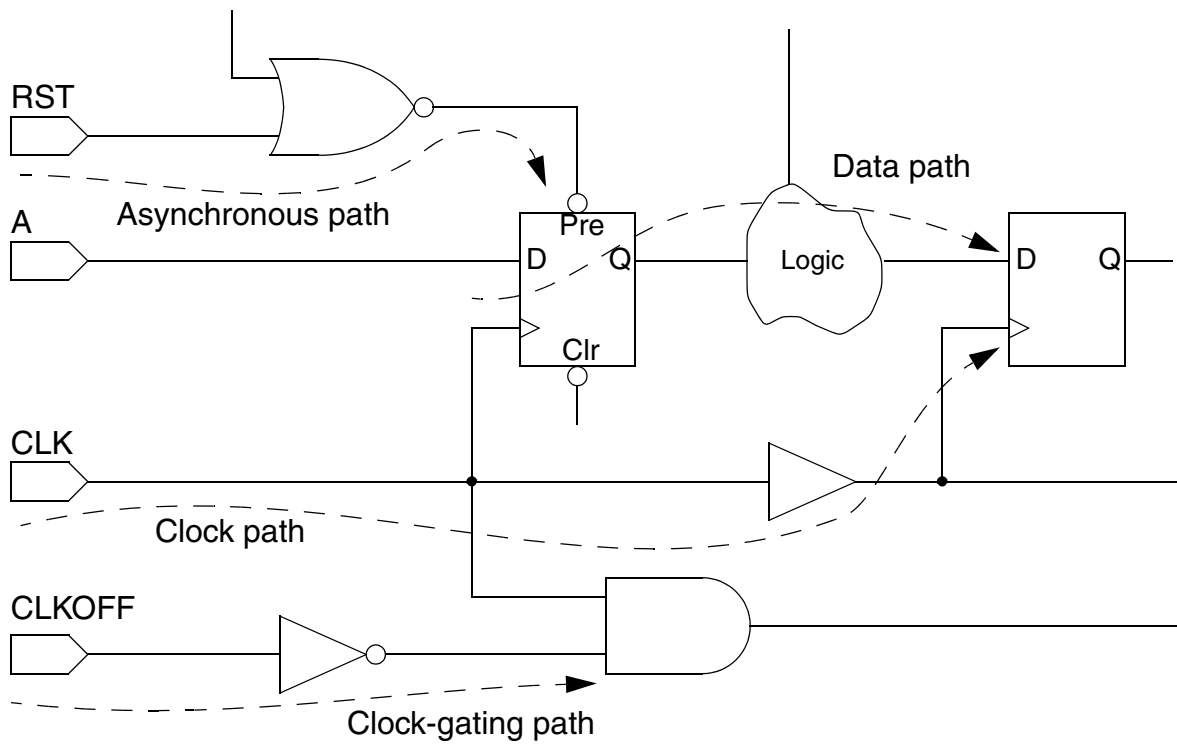 RST
Data path
Asynchronous path
A
Pre
D
Q
Logic
D
Q
Clr
CLK
Clock path
CLKOFF
Clock-gating path